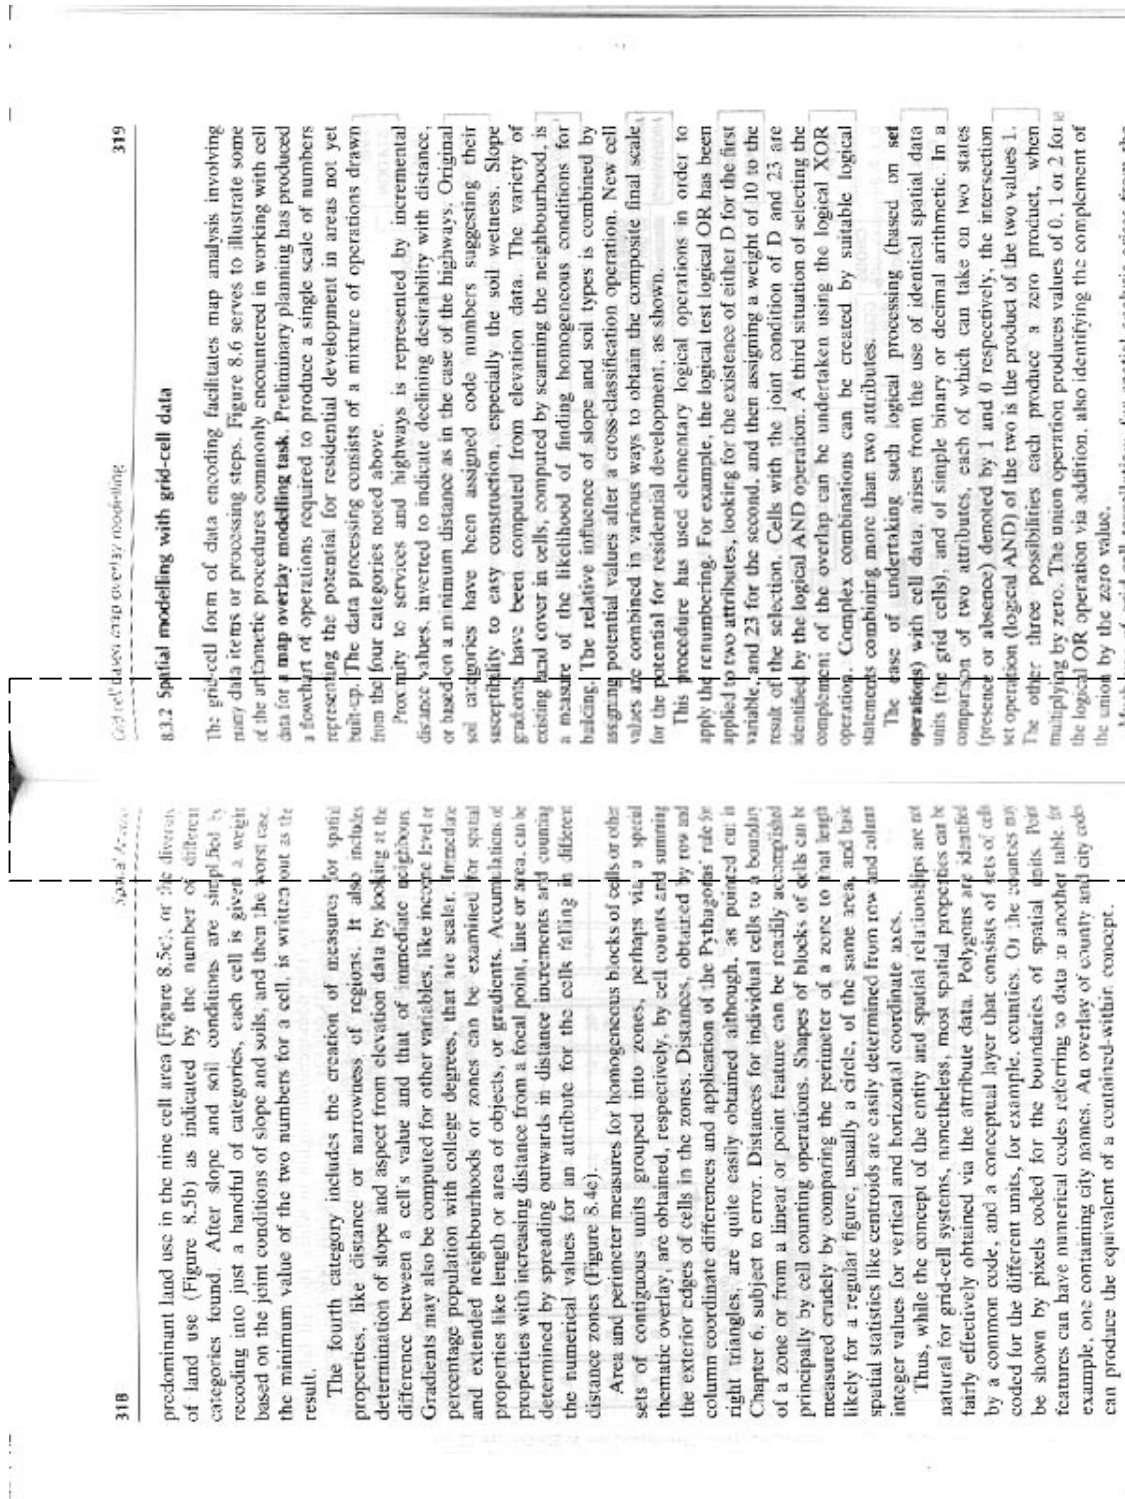 318
predominant land use in the nine cell area (Figure 8.5c), or the diversity
of land use (Figure 8.5b) as indicated by the number of different
categories found. After slope and soil conditions are simplified by
recoding into just a handful of categories, each cell is given a weight
based on the joint conditions of slope and soils, and then the worst case,
the minimum value of the two numbers for a cell, is written out as the
result.
The fourth category includes the creation of measures for spatial
properties, like distance or narrowness of regions. It also includes
determination of slope and aspect from elevation data by looking at the
difference between a cell's value and that of immediate neighbours.
Gradients may also be computed for other variables, like income level or
percentage population with college degrees, that are scalar. Immediate
and extended neighbourhoods or zones can be examined for spatial
properties like length or area of objects, or gradients. Accumulations of
properties with increasing distance from a focal point, line or area, can be
determined by spreading outwards in distance increments and counting
the numerical values for an attribute for the cells falling in different
distance zones (Figure 8.4c).
Area and perimeter measures for homogeneous blocks of cells or other
sets of contiguous units grouped into zones, perhaps via a special
thematic overlay, are obtained, respectively, by cell counts and summing
the exterior edges of cells in the zones. Distances, obtained by row and
column coordinate differences and application of the Pythagoras' rule for
right triangles, are quite easily obtained although, as pointed out in
Chapter 6, subject to error. Distances for individual cells to a boundary
of a zone or from a linear or point feature can be readily accomplished
principally by cell counting operations. Shapes of blocks of cells can be
measured crudely by comparing the perimeter of a zone to that length
likely for a regular figure, usually a circle, of the same area, and basic
spatial statistics like centroids are easily determined from row and column
integer values for vertical and horizontal coordinate axes.
Thus, while the concept of the entity and spatial relationships are not
natural for grid-cell systems, nonetheless, most spatial properties can be
fairly effectively obtained via the attribute data. Polygons are identified
by a common code, and a conceptual layer that consists of sets of cells
coded for the different units, for example, counties. Or the counties may
be shown by pixels coded for the boundaries of spatial units. Point
features can have numerical codes referring to data in another table, for
example, one containing city names. An overlay of county and city codes
can produce the equivalent of a contained-within concept.
Grid-cell based map overlay modelling 319
8.3.2 Spatial modelling with grid-cell data
The grid-cell form of data encoding facilitates map analysis involving
many data items or processing steps. Figure 8.6 serves to illustrate some
of the arithmetic procedures commonly encountered in working with cell
data for a map overlay modelling task. Preliminary planning has produced
a flowchart of operations required to produce a single scale of numbers
representing the potential for residential development in areas not yet
built-up. The data processing consists of a mixture of operations drawn
from the four categories noted above.
Proximity to services and highways is represented by incremental
distance values, inverted to indicate declining desirability with distance,
or based on a minimum distance as in the case of the highways. Original
soil categories have been assigned code numbers suggesting their
susceptibility to easy construction, especially the soil wetness. Slope
gradients have been computed from elevation data. The variety of
existing land cover in cells, computed by scanning the neighbourhood, is
a measure of the likelihood of finding homogeneous conditions for
building. The relative influence of slope and soil types is combined by
assigning potential values after a cross-classification operation. New cell
values are combined in various ways to obtain the composite final scale
for the potential for residential development, as shown.
This procedure has used elementary logical operations in order to
apply the renumbering. For example, the logical test logical OR has been
applied to two attributes, looking for the existence of either D for the first
variable, and 23 for the second, and then assigning a weight of 10 to the
result of the selection. Cells with the joint condition of D and 23 are
identified by the logical AND operation. A third situation of selecting the
complement of the overlap can be undertaken using the logical XOR
operation. Complex combinations can be created by suitable logical
statements combining more than two attributes.
The ease of undertaking such logical processing (based on set
operations) with cell data, arises from the use of identical spatial data
units (the grid cells), and of simple binary or decimal arithmetic. In a
comparison of two attributes, each of which can take on two states
(presence or absence) denoted by 1 and 0 respectively, the intersection
set operation (logical AND) of the two is the product of the two values 1.
The other three possibilities each produce a zero product, when
multiplying by zero. The union operation produces values of 0, 1 or 2 for
the logical OR operation via addition, also identifying the complement of
the union by the zero value.